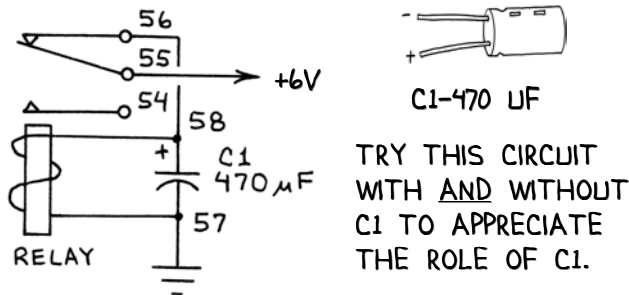 56
55
+6V
54
58
+
C1
470 µF
57
RELAY
-
+
C1-470 UF
TRY THIS CIRCUIT
WITH AND WITHOUT
C1 TO APPRECIATE
THE ROLE OF C1.